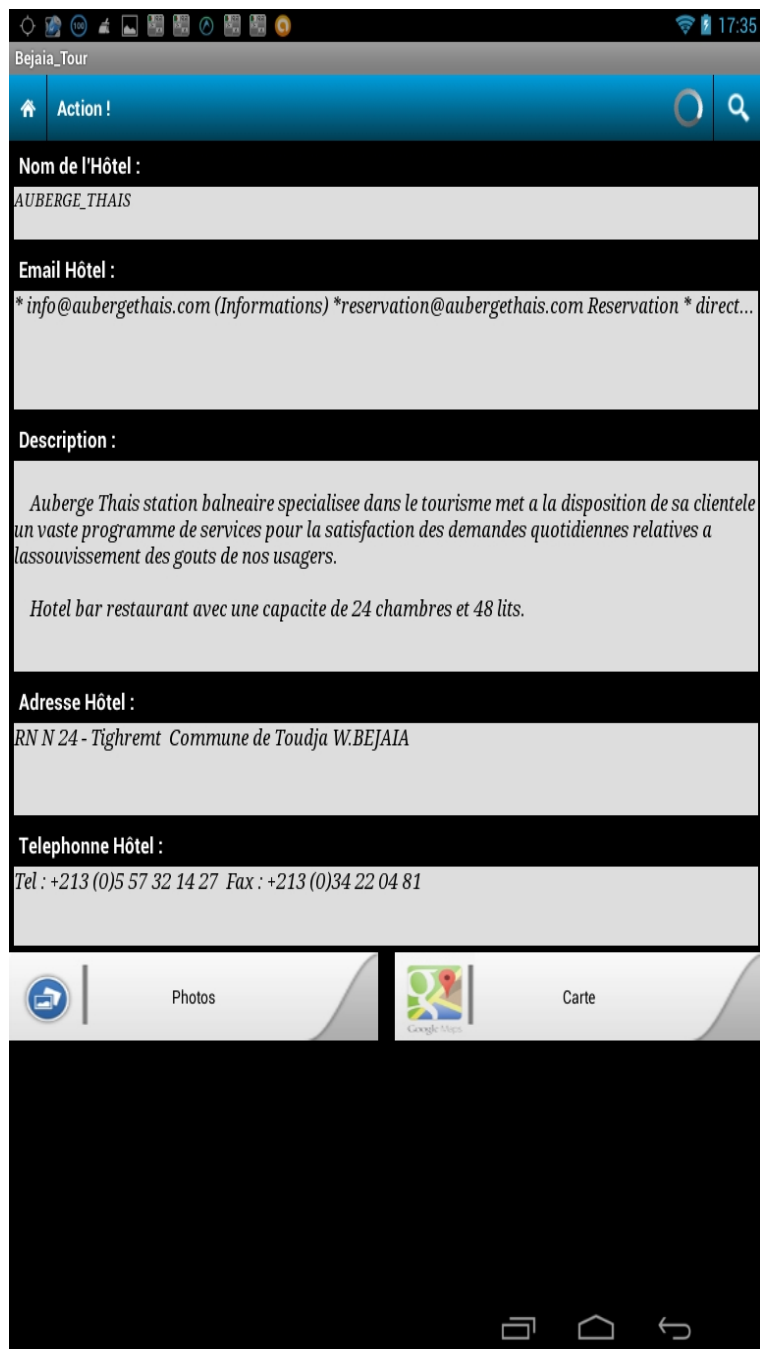 100
17:35
Bejaia_Tour
Action !
Nom de l'Hôtel :
AUBERGE_THAIS
Email Hôtel :
* info@aubergethais.com (Informations) *reservation@aubergethais.com Reservation * direct...
Description :
Auberge Thais station balneaire specialisee dans le tourisme met a la disposition de sa clientele
un vaste programme de services pour la satisfaction des demandes quotidiennes relatives a
lassouvissement des gouts de nos usagers.
Hotel bar restaurant avec une capacite de 24 chambres et 48 lits.
Adresse Hôtel :
RN N 24 - Tighremt  Commune de Toudja W.BEJAIA
Telephonne Hôtel :
Tel : +213 (0)5 57 32 14 27  Fax : +213 (0)34 22 04 81
Photos
Google Maps
Carte